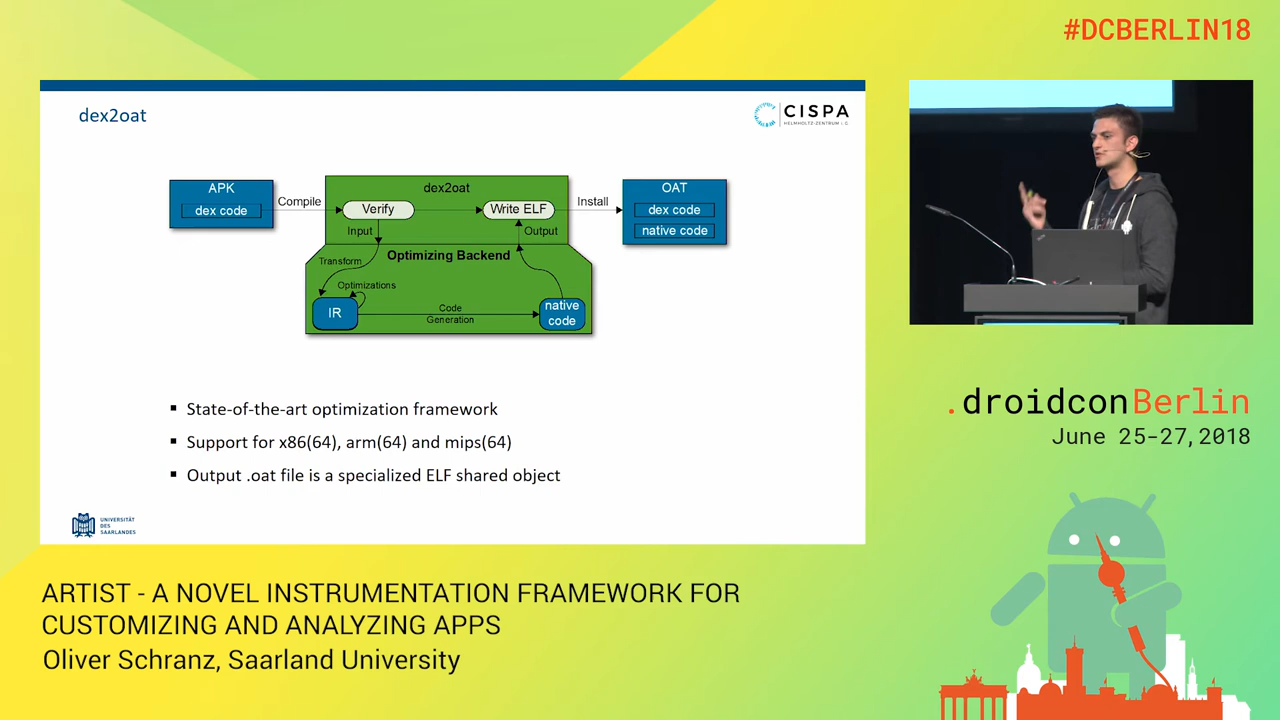 #DCBERLIN18
dex2oat
CISPA
HELMHOLTZ-ZENTRUM i. G.
APK
dex code
Compile
dex2oat
Verify
Write ELF
Install
OAT
dex code
native code
Input
Output
Transform
Optimizing Backend
Optimizations
IR
Code
Generation
native
code
▪ State-of-the-art optimization framework
▪ Support for x86(64), arm(64) and mips(64)
▪ Output .oat file is a specialized ELF shared object
UNIVERSITÄT
DES
SAARLANDES
.droidconBerlin
June 25-27, 2018
ARTIST - A NOVEL INSTRUMENTATION FRAMEWORK FOR
CUSTOMIZING AND ANALYZING APPS
Oliver Schranz, Saarland University